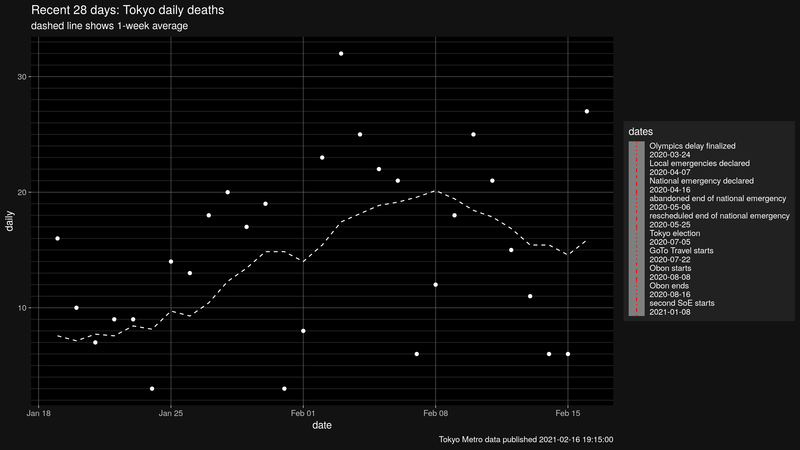 Recent 28 days: Tokyo daily deaths
dashed line shows 1-week average
30
20
10
daily
Jan 18
Jan 25
Feb 01
Feb 08
Feb 15
date
Tokyo Metro data published 2021-02-16 19:15:00
dates
Olympics delay finalized
2020-03-24
Local emergencies declared
2020-04-07
National emergency declared
2020-04-16
abandoned end of national emergency
2020-05-06
rescheduled end of national emergency
2020-05-25
Tokyo election
2020-07-05
GoTo Travel starts
2020-07-22
Obon starts
2020-08-08
Obon ends
2020-08-16
second SoE starts
2021-01-08